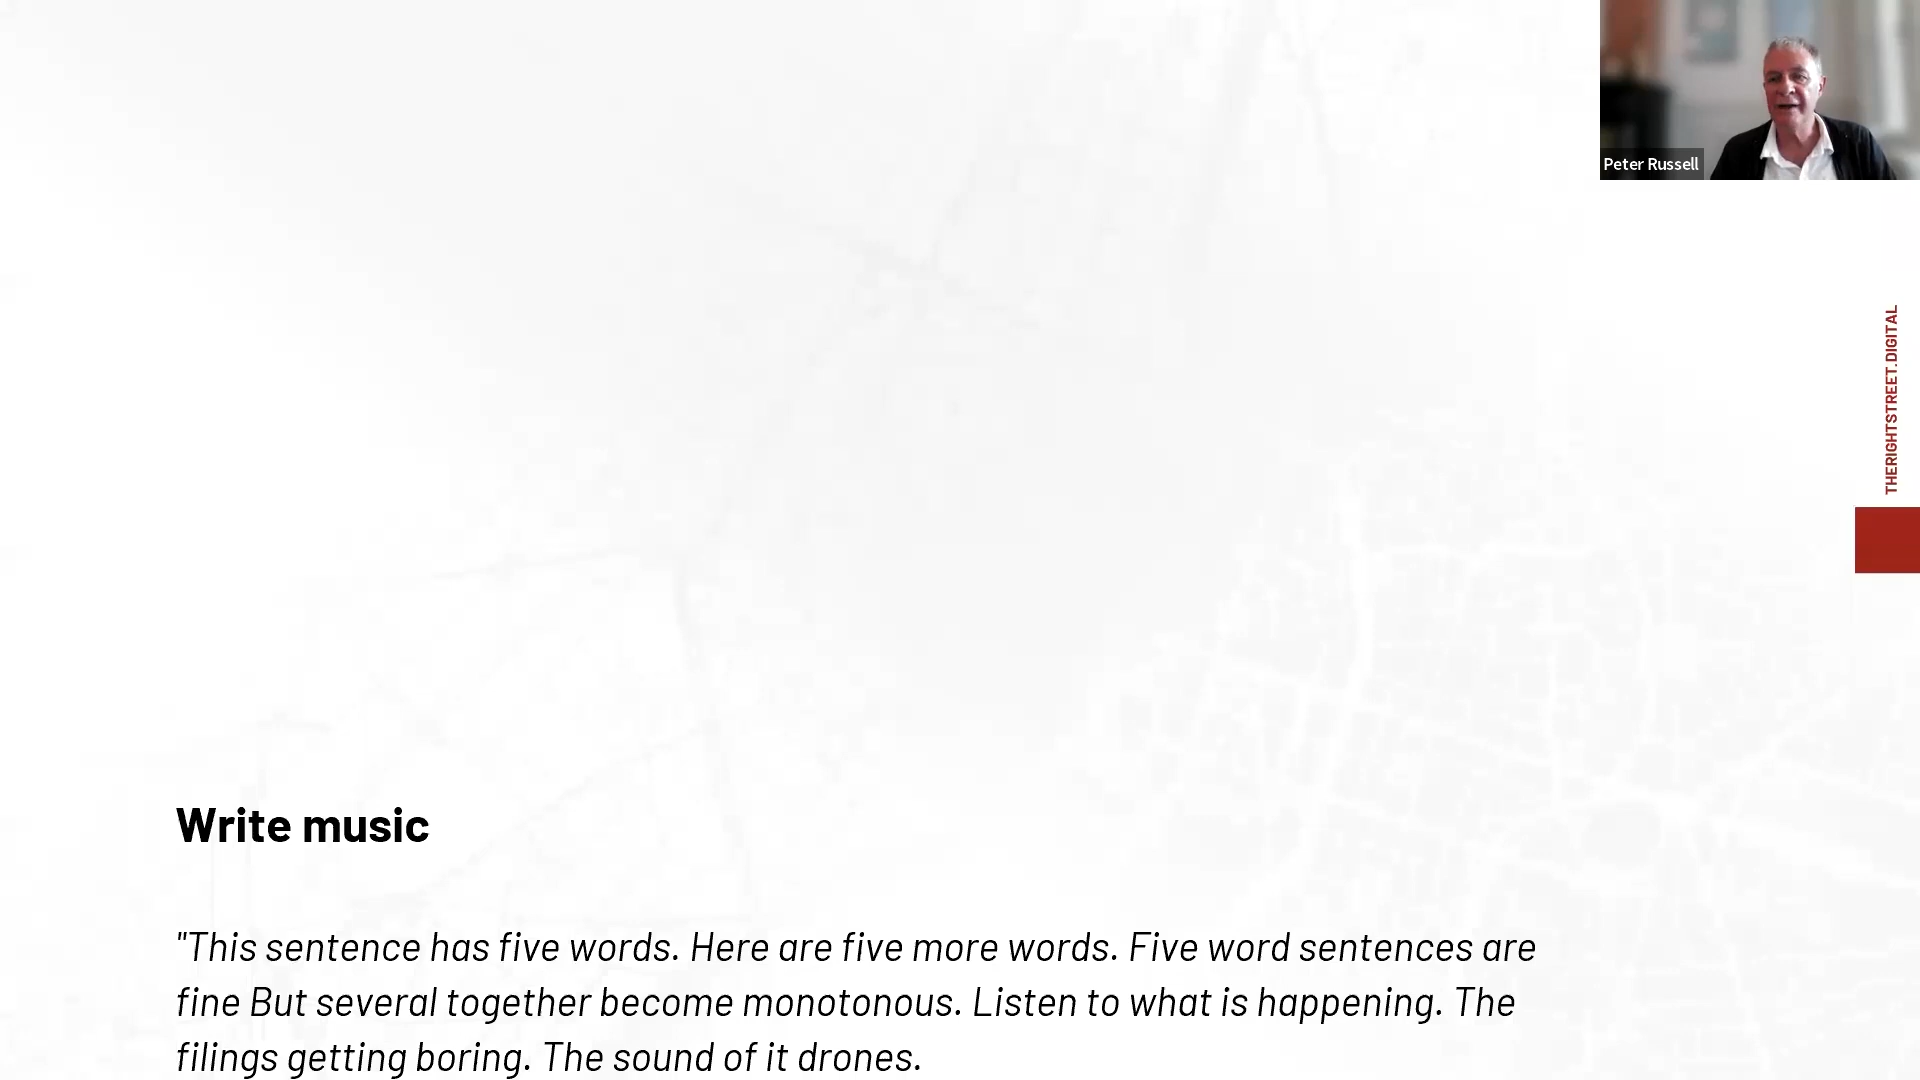 Peter Russell
THERIGHTSTREET.DIGITAL
Write music
"This sentence has five words. Here are five more words. Five word sentences are
fine But several together become monotonous. Listen to what is happening. The
filings getting boring. The sound of it drones.